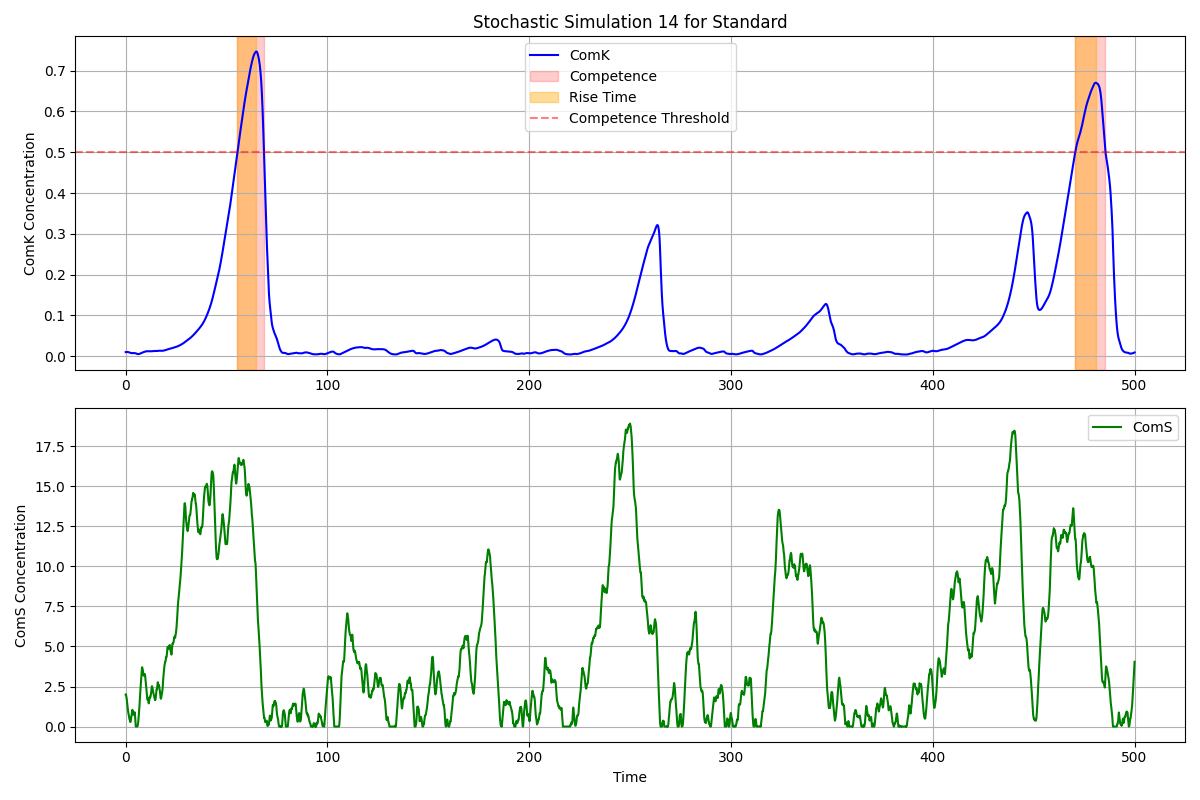 Stochastic Simulation 14 for Standard
ComK
Competence
Rise Time
Competence Threshold
ComK Concentration
0.7
0.6
0.5
0.4
0.3
0.2
0.1
0.0
0 100 200 300 400 500
ComS
ComS Concentration
17.5
15.0
12.5
10.0
7.5
5.0
2.5
0.0
0 100 200 300 400 500
Time